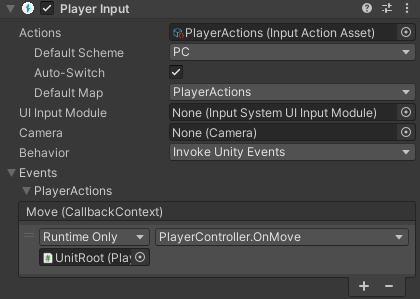 Player Input
Actions PlayerActions (Input Action Asset)
Default Scheme PC
Auto-Switch
Default Map PlayerActions
UI Input Module None (Input System UI Input Module)
Camera None (Camera)
Behavior Invoke Unity Events
Events
PlayerActions
Move (CallbackContext)
Runtime Only PlayerController.OnMove
UnitRoot (Play